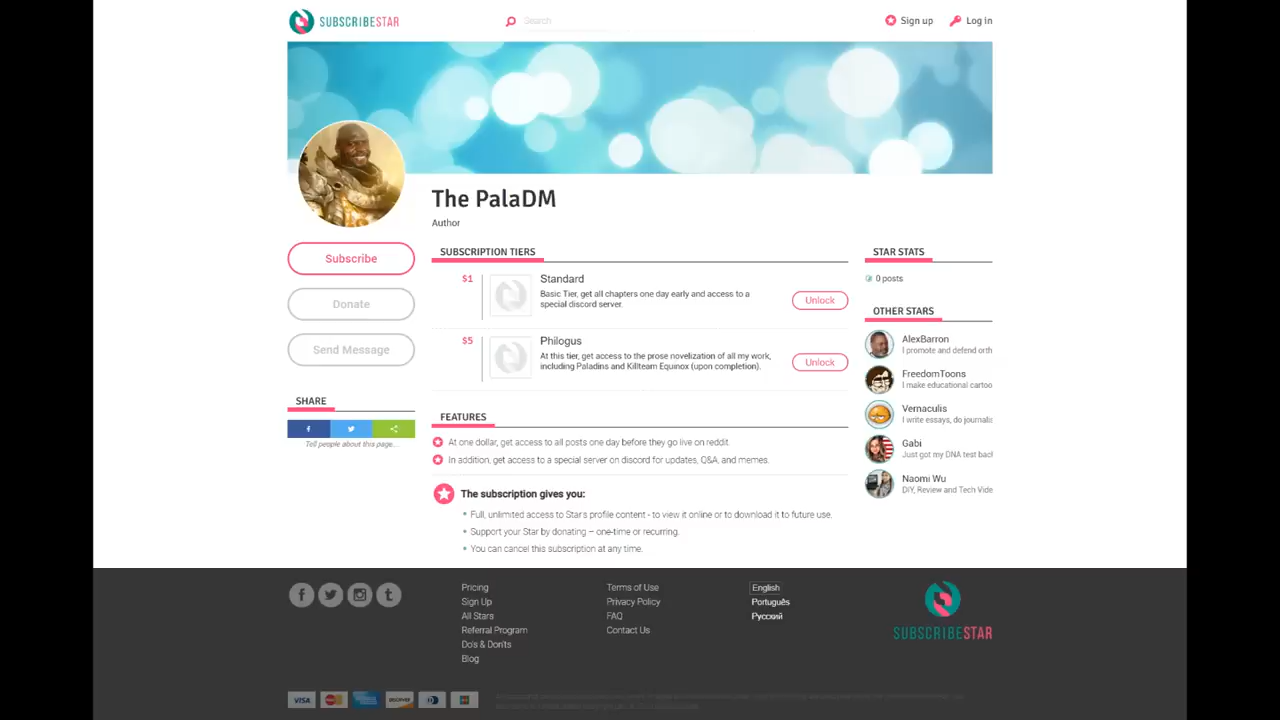 SUBSCRIBESTAR
Search
Sign up
Log in
The PalaDM
Author
Subscribe
Donate
Send Message
SHARE
Tell people about this page...
SUBSCRIPTION TIERS
$1
Standard
Basic Tier, get all chapters one day early and access to a
special discord server.
Unlock
$5
Philogus
At this tier, get access to the prose novelization of all my work,
including Paladins and Killteam Equinox (upon completion).
Unlock
FEATURES
At one dollar, get access to all posts one day before they go live on reddit.
In addition, get access to a special server on discord for updates, Q&A, and memes.
The subscription gives you:
Full, unlimited access to Star's profile content - to view it online or to download it to future use.
Support your Star by donating – one-time or recurring.
You can cancel this subscription at any time.
STAR STATS
0 posts
OTHER STARS
AlexBarron
I promote and defend orth
FreedomToons
I make educational cartoo
Vernaculis
I write essays, do journalis
Gabi
Just got my DNA test back
Naomi Wu
DIY, Review and Tech Vide
Pricing
Sign Up
All Stars
Referral Program
Do's & Don'ts
Blog
Terms of Use
Privacy Policy
FAQ
Contact Us
English
Português
Русский
SUBSCRIBESTAR
VISA
DISCOVER